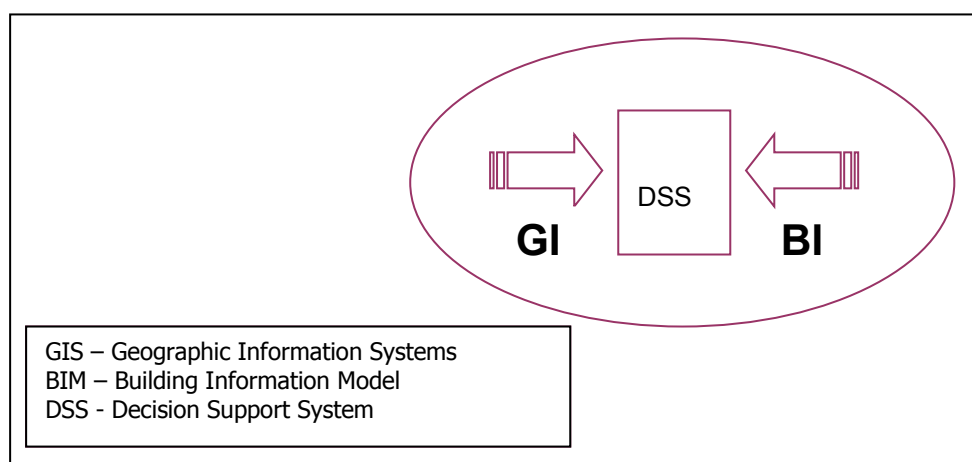 DSS
GI BI
GIS – Geographic Information Systems
BIM – Building Information Model
DSS - Decision Support System